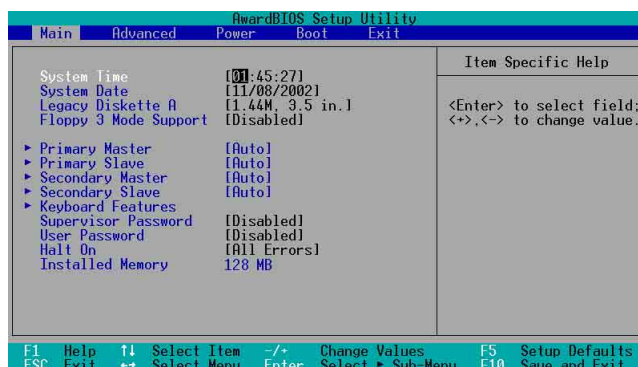 AwardBIOS Setup Utility
Main Advanced Power Boot Exit
Item Specific Help
System Time [01:45:27]
System Date [11/08/2002]
Legacy Diskette A [1.44M, 3.5 in.]
Floppy 3 Mode Support [Disabled]
<Enter> to select field;
<+>,<-> to change value.
▶ Primary Master [Auto]
▶ Primary Slave [Auto]
▶ Secondary Master [Auto]
▶ Secondary Slave [Auto]
▶ Keyboard Features
Supervisor Password [Disabled]
User Password [Disabled]
Halt On [All Errors]
Installed Memory 128 MB
F1 Help ↑↓ Select Item -/+ Change Values F5 Setup Defaults
ESC Exit ←→ Select Menu Enter Select ▶ Sub-Menu F10 Save and Exit